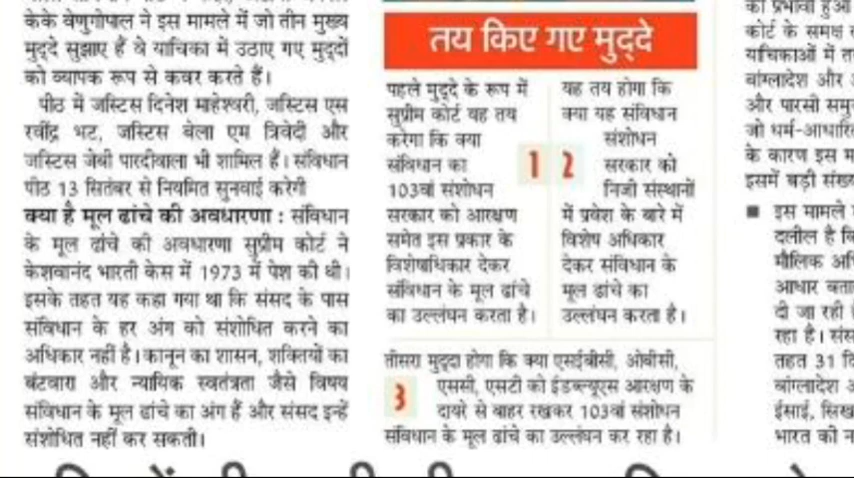 केके वेणुगोपाल ने इस मामले में जो तीन मुख्य
मुद्दे सुझाए हैं वे याचिका में उठाए गए मुद्दों
को व्यापक रूप से कवर करते हैं।
पीठ में जस्टिस दिनेश माहेश्वरी, जस्टिस एस
रवींद्र भट, जस्टिस बेला एम त्रिवेदी और
जस्टिस जेबी पारदीवाला भी शामिल हैं। संविधान
पीठ 13 सितंबर से नियमित सुनवाई करेगी
क्या है मूल ढांचे की अवधारणा : संविधान
के मूल ढांचे की अवधारणा सुप्रीम कोर्ट ने
केशवानंद भारती केस में 1973 में पेश की थी।
इसके तहत यह कहा गया था कि संसद के पास
संविधान के हर अंग को संशोधित करने का
अधिकार नहीं है। कानून का शासन, शक्तियों का
बंटवारा और न्यायिक स्वतंत्रता जैसे विषय
संविधान के मूल ढांचे का अंग हैं और संसद इन्हें
संशोधित नहीं कर सकती।
तय किए गए मुद्दे
1
पहले मुद्दे के रूप में
सुप्रीम कोर्ट यह तय
करेगा कि क्या
संविधान का
103वां संशोधन
सरकार को आरक्षण
समेत इस प्रकार के
विशेषाधिकार देकर
संविधान के मूल ढांचे
का उल्लंघन करता है।
2
यह तय होगा कि
क्या यह संविधान
संशोधन
सरकार को
निजी संस्थानों
में प्रवेश के बारे में
विशेष अधिकार
देकर संविधान के
मूल ढांचे का
उल्लंघन करता है।
3
तीसरा मुद्दा होगा कि क्या एसईबीसी, ओबीसी,
एससी, एसटी को ईडब्ल्यूएस आरक्षण के
दायरे से बाहर रखकर 103वां संशोधन
संविधान के मूल ढांचे का उल्लंघन कर रहा है।
को प्रभावी हुआ
कोर्ट के समक्ष
याचिकाओं में
बांग्लादेश और
और पारसी
जो
के कारण इस
इसमें बड़ी
■ इस मामले
दलील है
मौलिक
आधार
दी जा रही
रहा है।
तहत 31
बांग्लादेश
ईसाई,
भारत की